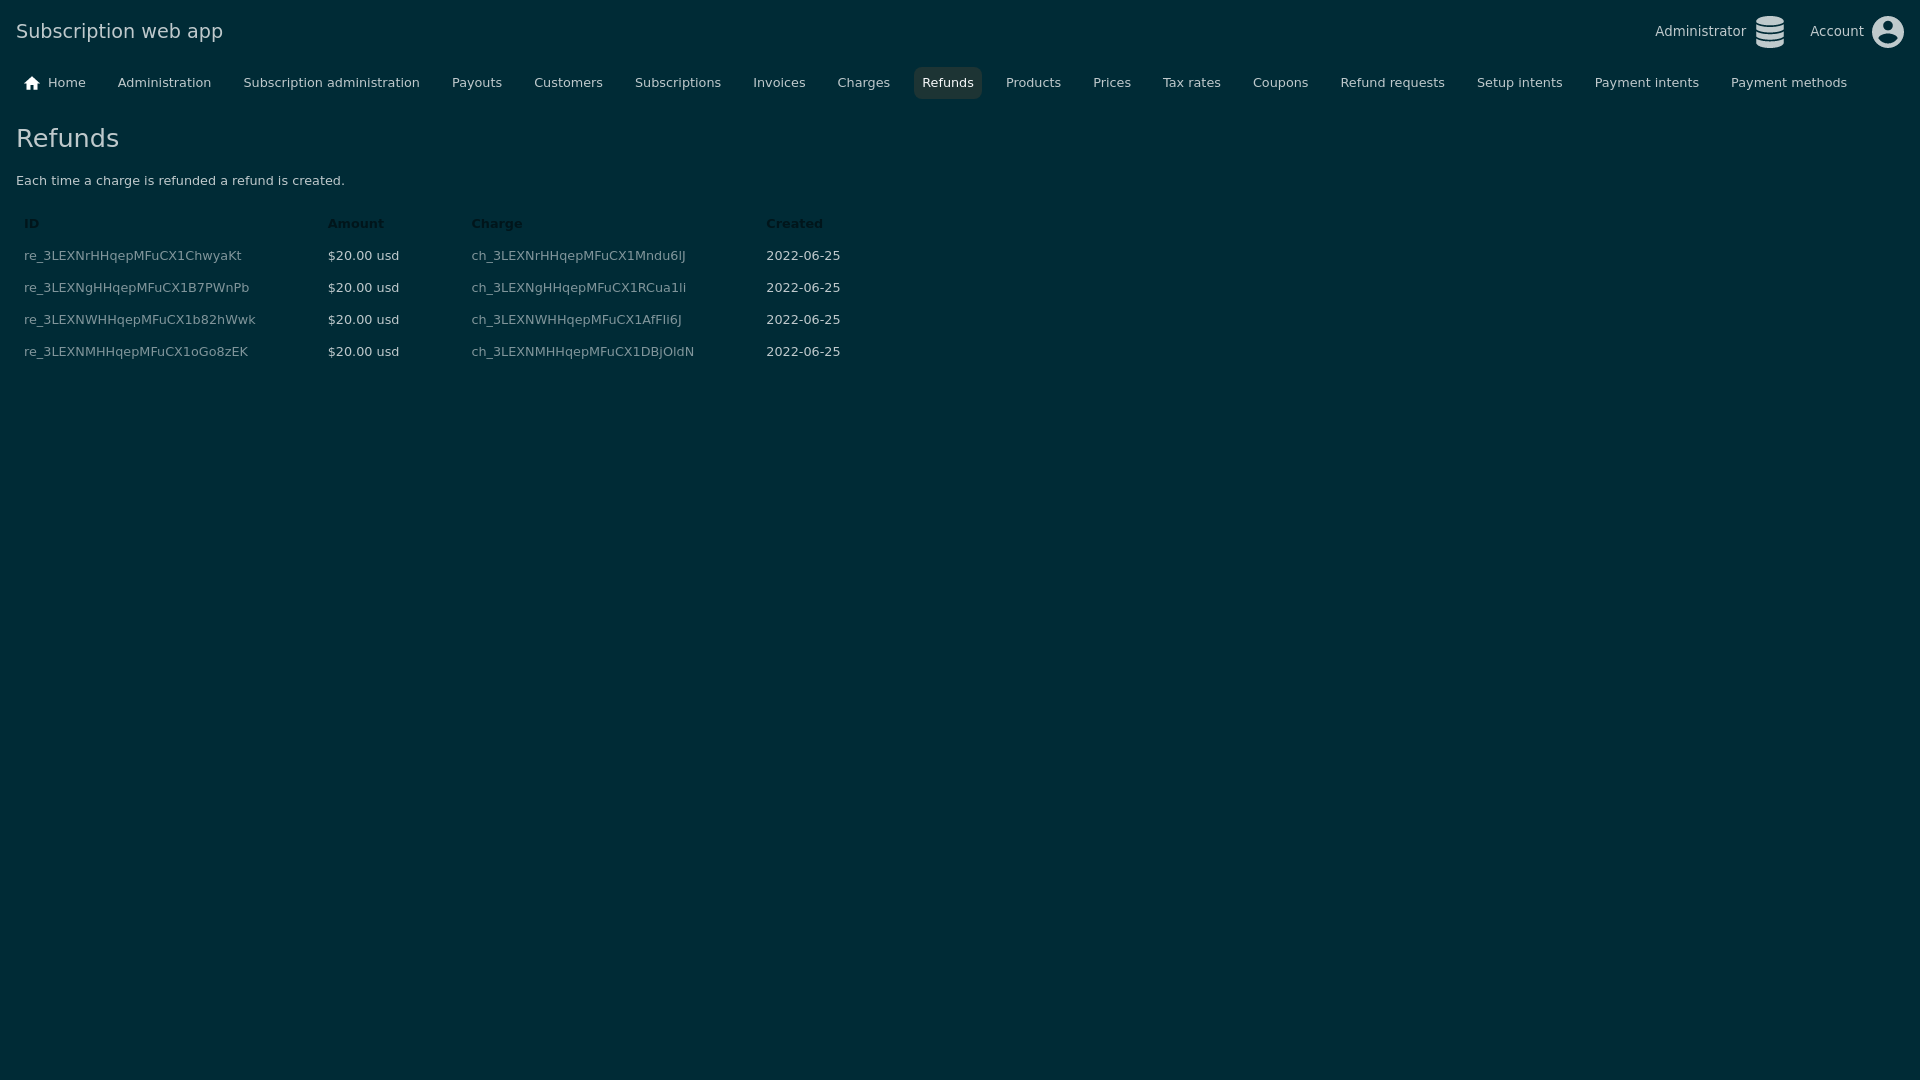 Subscription web app Administrator Account
Home Administration Subscription administration Payouts Customers Subscriptions Invoices Charges Refunds Products Prices Tax rates Coupons Refund requests Setup intents Payment intents Payment methods
Refunds
Each time a charge is refunded a refund is created.
ID Amount Charge Created
re_3LEXNrHHqepMFuCX1ChwyaKt $20.00 usd ch_3LEXNrHHqepMFuCX1Mndu6IJ 2022-06-25
re_3LEXNgHHqepMFuCX1B7PWnPb $20.00 usd ch_3LEXNgHHqepMFuCX1RCua1li 2022-06-25
re_3LEXNWHHqepMFuCX1b82hWwk $20.00 usd ch_3LEXNWHHqepMFuCX1AfFIi6J 2022-06-25
re_3LEXNMHHqepMFuCX1oGo8zEK $20.00 usd ch_3LEXNMHHqepMFuCX1DBjOldN 2022-06-25